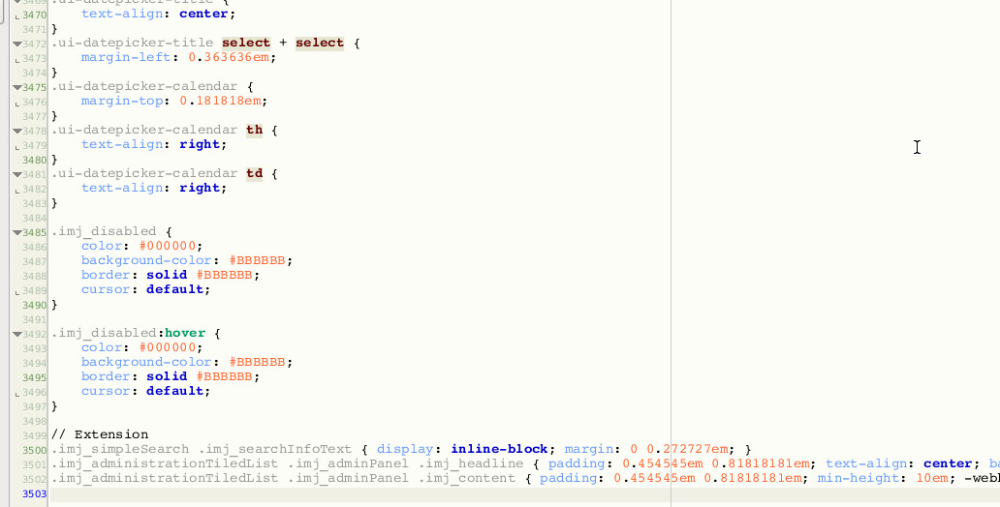 3469 .ui-datepicker-title {
3470 text-align: center;
3471 }
3472 .ui-datepicker-title select + select {
3473 margin-left: 0.363636em;
3474 }
3475 .ui-datepicker-calendar {
3476 margin-top: 0.181818em;
3477 }
3478 .ui-datepicker-calendar th {
3479 text-align: right;
3480 }
3481 .ui-datepicker-calendar td {
3482 text-align: right;
3483 }
3484
3485 .imj_disabled {
3486 color: #000000;
3487 background-color: #BBBBBB;
3488 border: solid #BBBBBB;
3489 cursor: default;
3490 }
3491
3492 .imj_disabled:hover {
3493 color: #000000;
3494 background-color: #BBBBBB;
3495 border: solid #BBBBBB;
3496 cursor: default;
3497 }
3498
3499 // Extension
3500 .imj_simpleSearch .imj_searchInfoText { display: inline-block; margin: 0 0.272727em; }
3501 .imj_administrationTiledList .imj_adminPanel .imj_headline { padding: 0.454545em 0.81818181em; text-align: center; ba
3502 .imj_administrationTiledList .imj_adminPanel .imj_content { padding: 0.454545em 0.81818181em; min-height: 10em; -web
3503